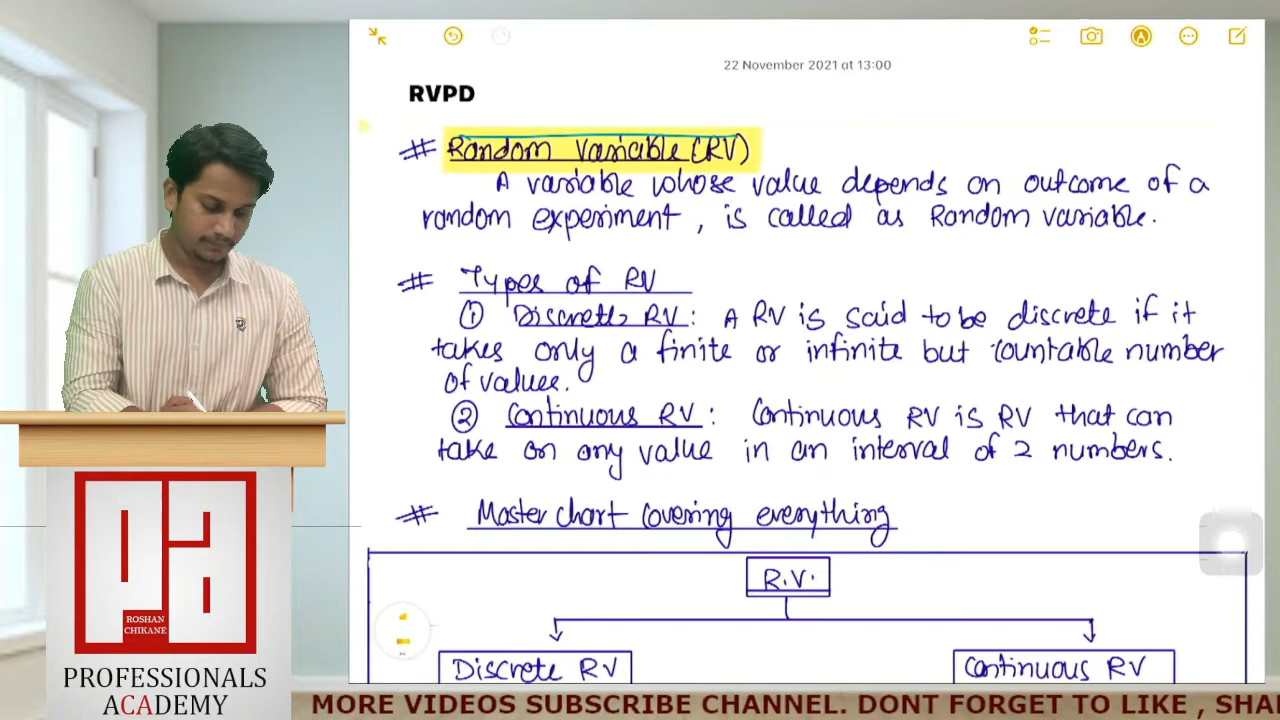 22 November 2021 at 13:00
RVPD
# Random Variable (RV)
A variable whose value depends on outcome of a
random experiment, is called as Random variable.
# Types of RV
① Discrete RV: A RV is said to be discrete if it
takes only a finite or infinite but countable number
of values.
② Continuous RV: Continuous RV is RV that can
take on any value in an interval of 2 numbers.
# Master chart covering everything
R.V.
Discrete RV
Continuous RV
ROSHAN
CHIKANE
PROFESSIONALS
ACADEMY
MORE VIDEOS SUBSCRIBE CHANNEL. DONT FORGET TO LIKE , SHA